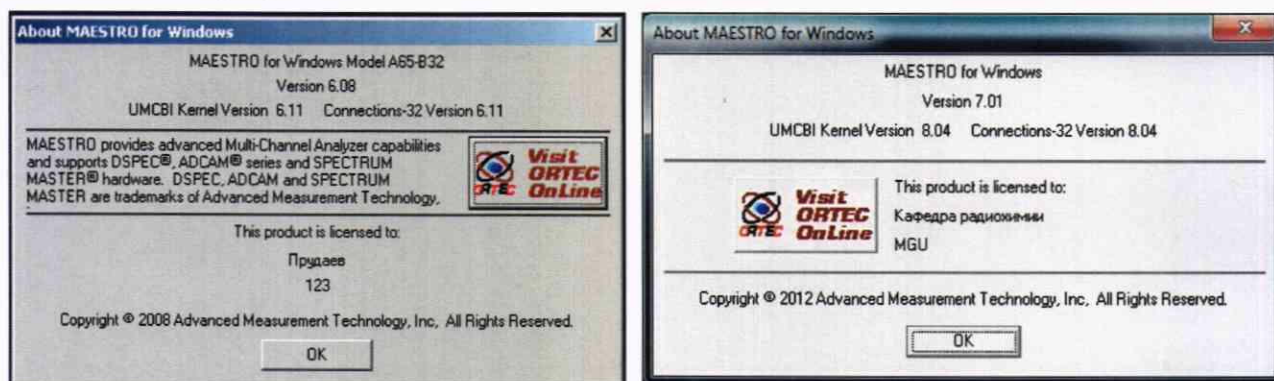 About MAESTRO for Windows
MAESTRO for Windows Model A65-B32
Version 6.08
UMCBI Kernel Version 6.11 Connections-32 Version 6.11
MAESTRO provides advanced Multi-Channel Analyzer capabilities
and supports DSPEC®, ADCAM® series and SPECTRUM
MASTER® hardware. DSPEC, ADCAM and SPECTRUM
MASTER are trademarks of Advanced Measurement Technology,
ORTEC
Visit
ORTEC
OnLine
This product is licensed to:
Прудаев
123
Copyright © 2008 Advanced Measurement Technology, Inc, All Rights Reserved.
OK
About MAESTRO for Windows
MAESTRO for Windows
Version 7.01
UMCBI Kernel Version 8.04 Connections-32 Version 8.04
ORTEC
Visit
ORTEC
OnLine
This product is licensed to:
Кафедра радиохимии
MGU
Copyright © 2012 Advanced Measurement Technology, Inc, All Rights Reserved.
OK